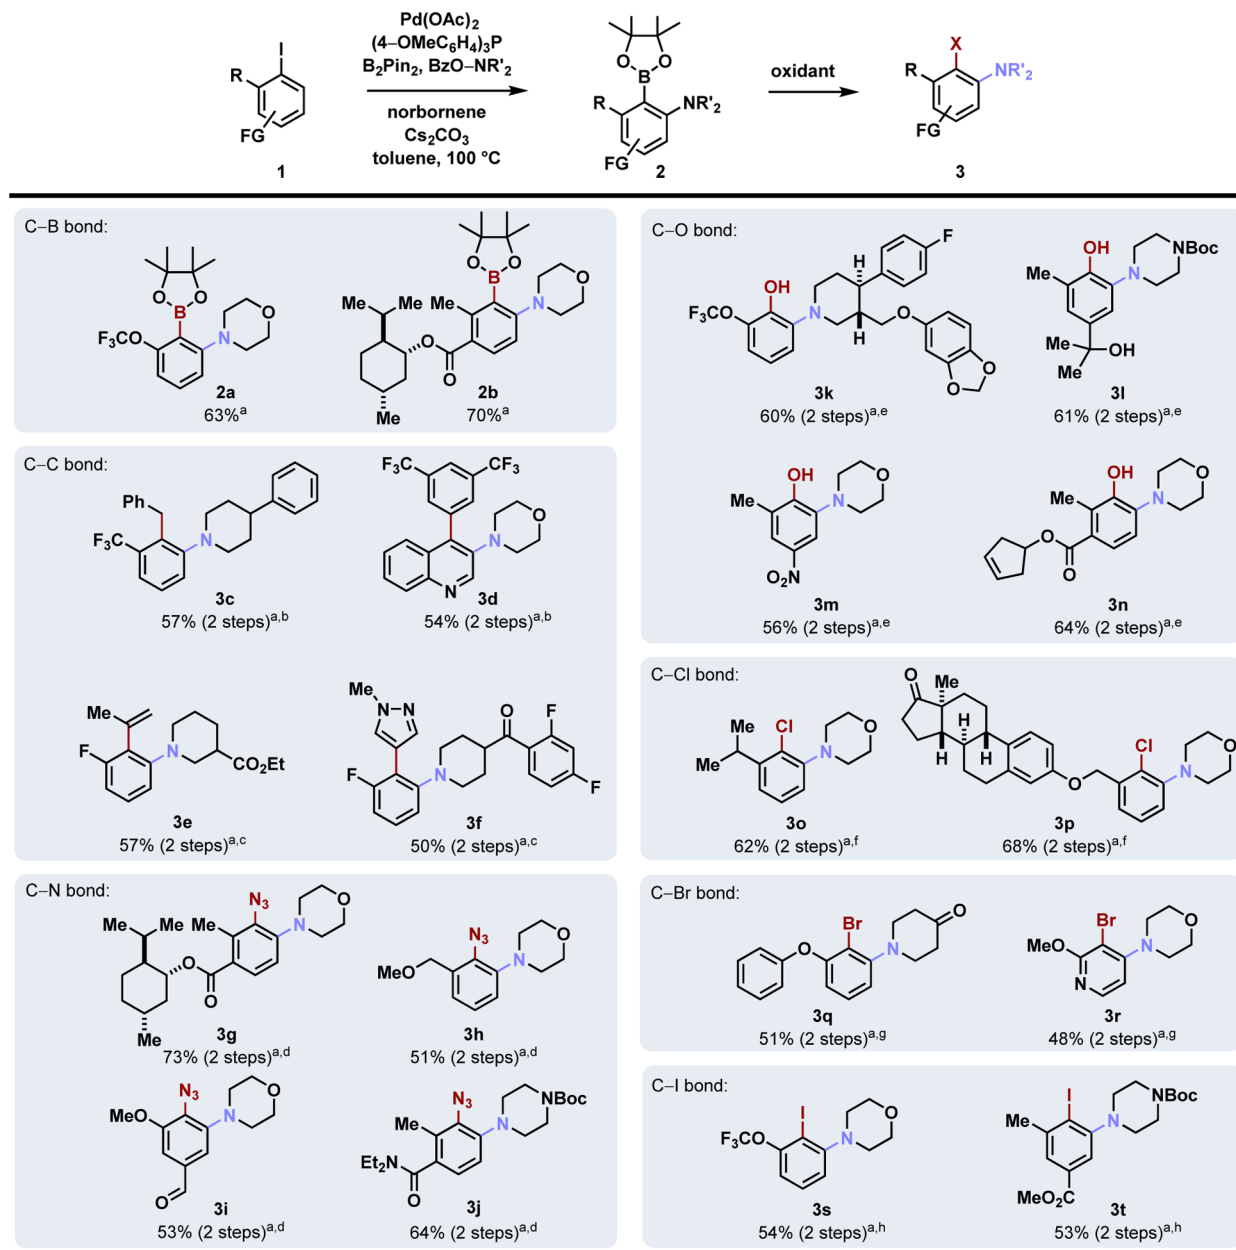 I
R
FG
1
Pd(OAc)2
(4–OMeC6H4)3P
B2Pin2, BzO–NR'2
norbornene
Cs2CO3
toluene, 100 °C
O O
B
R NR'2
FG
2
oxidant
X
R NR'2
FG
3
C–B bond:
O O
B
F3C O N O
2a
63%a
O O
B
Me Me Me N O
O
O
Me
2b
70%a
C–C bond:
Ph
F3C N
3c
57% (2 steps)a,b
F3C CF3
N O
N
3d
54% (2 steps)a,b
Me
F N
CO2Et
3e
57% (2 steps)a,c
Me
N N
O F
F N F
3f
50% (2 steps)a,c
C–N bond:
N3
Me Me Me N O
O
O
Me
3g
73% (2 steps)a,d
N3
MeO N O
3h
51% (2 steps)a,d
N3
MeO N O
O
3i
53% (2 steps)a,d
N3
Me N NBoc
Et2N
O
3j
64% (2 steps)a,d
C–O bond:
OH
F3C O N
H
F
H
O
O
O
3k
60% (2 steps)a,e
OH
Me N NBoc
Me OH
Me
3l
61% (2 steps)a,e
OH
Me N O
O2N
3m
56% (2 steps)a,e
OH
Me N O
O
O
3n
64% (2 steps)a,e
C–Cl bond:
Me
Me
Cl
N O
3o
62% (2 steps)a,f
O Me
H
H H
O
Cl
N O
3p
68% (2 steps)a,f
C–Br bond:
Br
O N O
3q
51% (2 steps)a,g
Br
MeO N O
N
3r
48% (2 steps)a,g
C–I bond:
I
F3C O N O
3s
54% (2 steps)a,h
I
Me N NBoc
MeO2C
3t
53% (2 steps)a,h